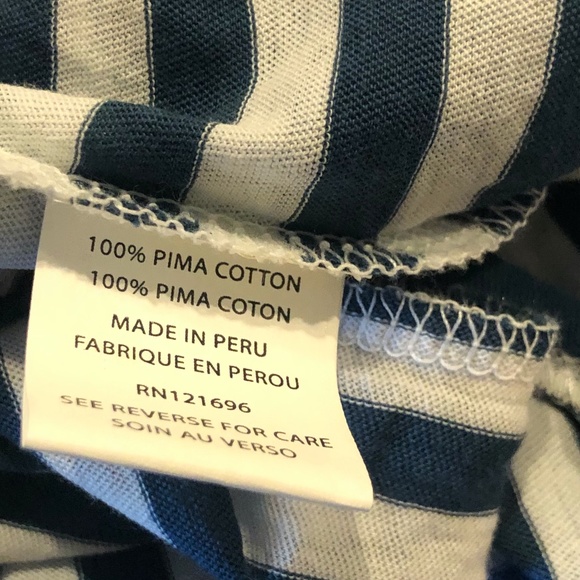 100% PIMA COTTON
100% PIMA COTON
MADE IN PERU
FABRIQUE EN PEROU
RN121696
SEE REVERSE FOR CARE
SOIN AU VERSO